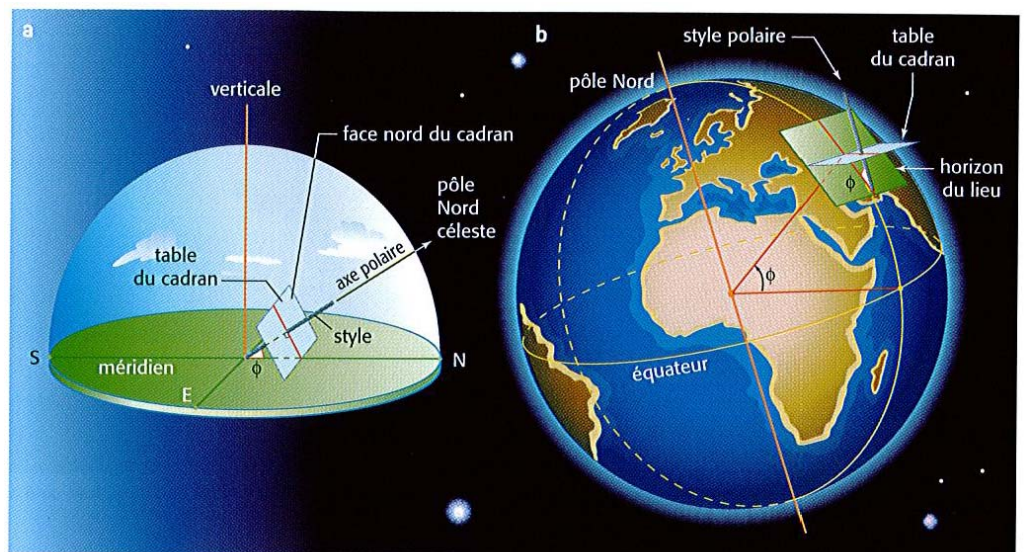 a
verticale
face nord du cadran
pôle
Nord
céleste
table
du cadran
axe polaire
style
S
méridien
E
ϕ
N
b
style polaire
table
du cadran
pôle Nord
horizon
du lieu
ϕ
ϕ
équateur